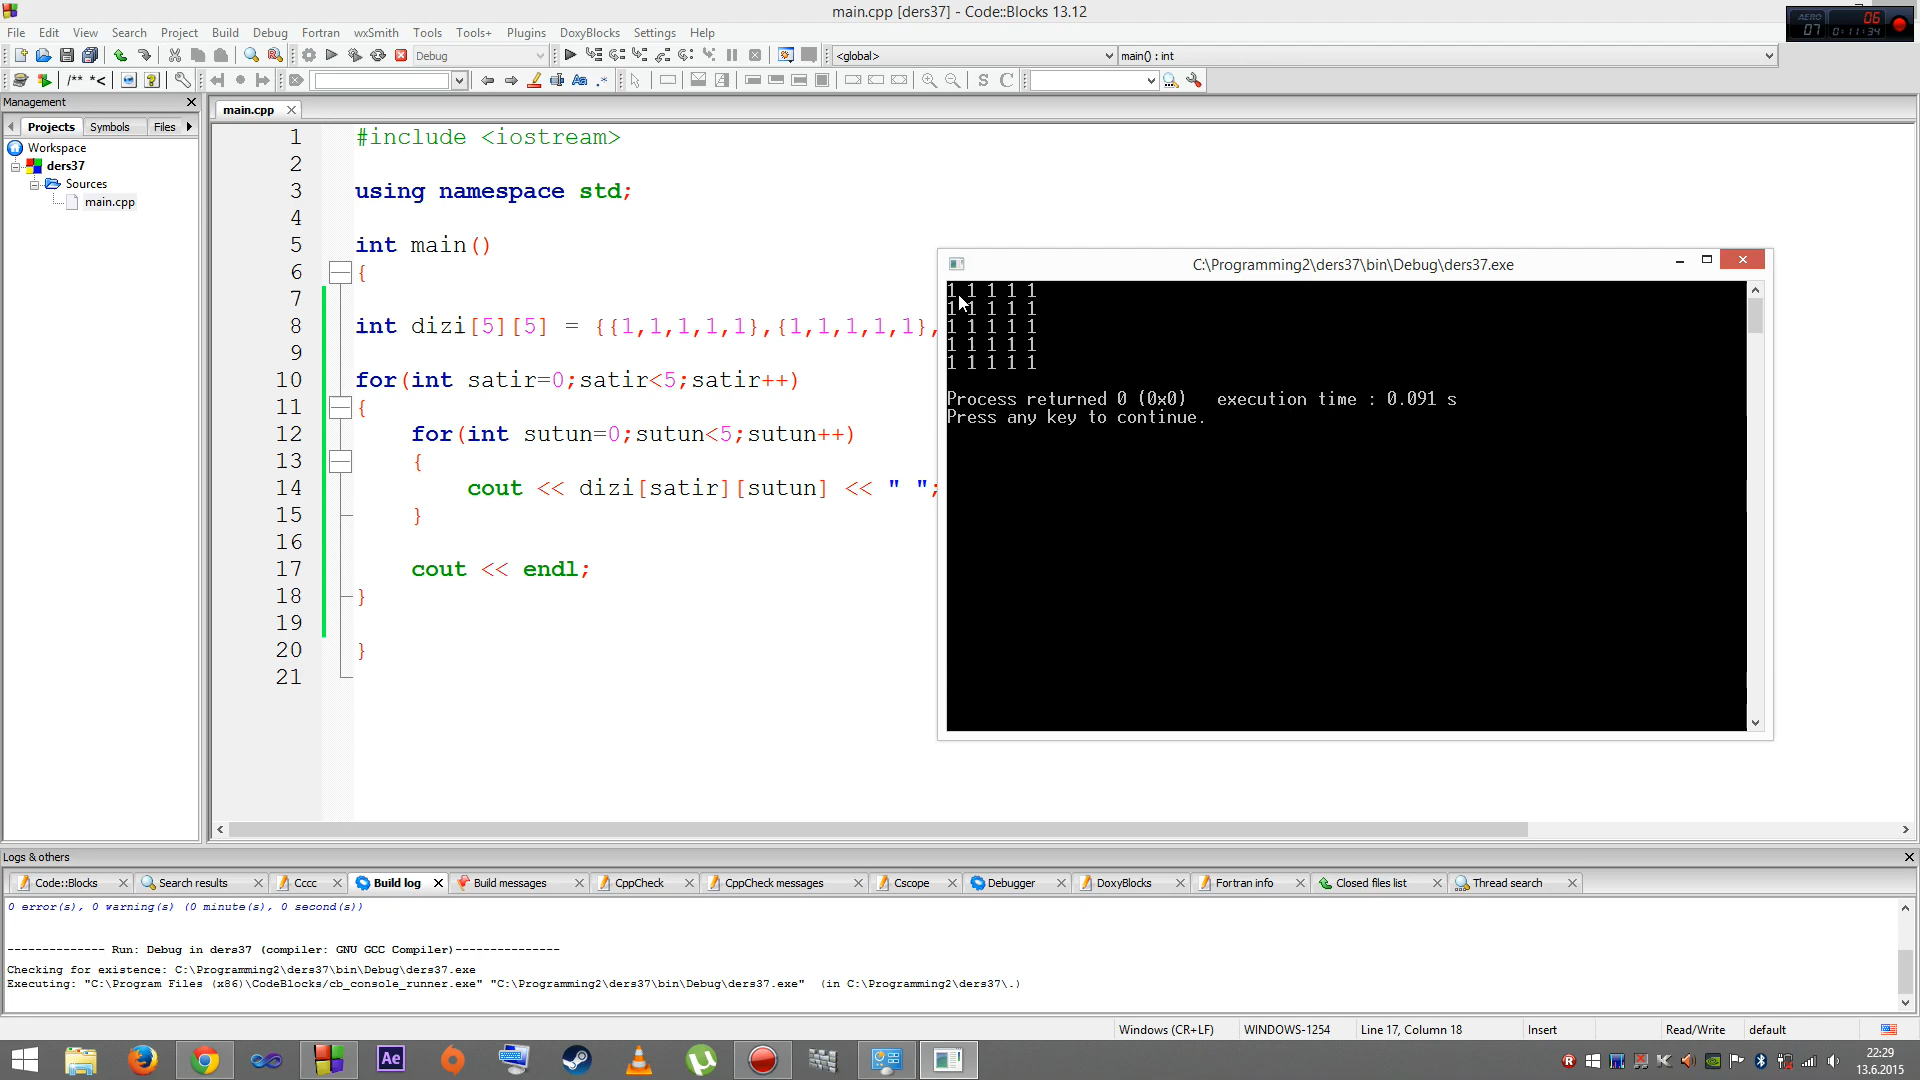 main.cpp [ders37] - Code::Blocks 13.12
AERO 06
07 0:11:34
File Edit View Search Project Build Debug Fortran wxSmith Tools Tools+ Plugins DoxyBlocks Settings Help
Debug <global> main() : int
/** *< Aa .* S C
Management
main.cpp
Projects Symbols Files
Workspace
ders37
Sources
main.cpp
1 #include <iostream>
2
3 using namespace std;
4
5 int main()
6 {
7
8 int dizi[5][5] = {{1,1,1,1,1},{1,1,1,1,1},
9
10 for(int satir=0;satir<5;satir++)
11 {
12 for(int sutun=0;sutun<5;sutun++)
13 {
14 cout << dizi[satir][sutun] << " ";
15 }
16
17 cout << endl;
18 }
19
20 }
21
C:\Programming2\ders37\bin\Debug\ders37.exe
1 1 1 1 1
1 1 1 1 1
1 1 1 1 1
1 1 1 1 1
1 1 1 1 1
Process returned 0 (0x0) execution time : 0.091 s
Press any key to continue.
Logs & others
Code::Blocks Search results Cccc Build log Build messages CppCheck CppCheck messages Cscope Debugger DoxyBlocks Fortran info Closed files list Thread search
0 error(s), 0 warning(s) (0 minute(s), 0 second(s))
-------------- Run: Debug in ders37 (compiler: GNU GCC Compiler)---------------
Checking for existence: C:\Programming2\ders37\bin\Debug\ders37.exe
Executing: "C:\Program Files (x86)\CodeBlocks/cb_console_runner.exe" "C:\Programming2\ders37\bin\Debug\ders37.exe" (in C:\Programming2\ders37\.)
Windows (CR+LF) WINDOWS-1254 Line 17, Column 18 Insert Read/Write default
Ae
22:29
13.6.2015